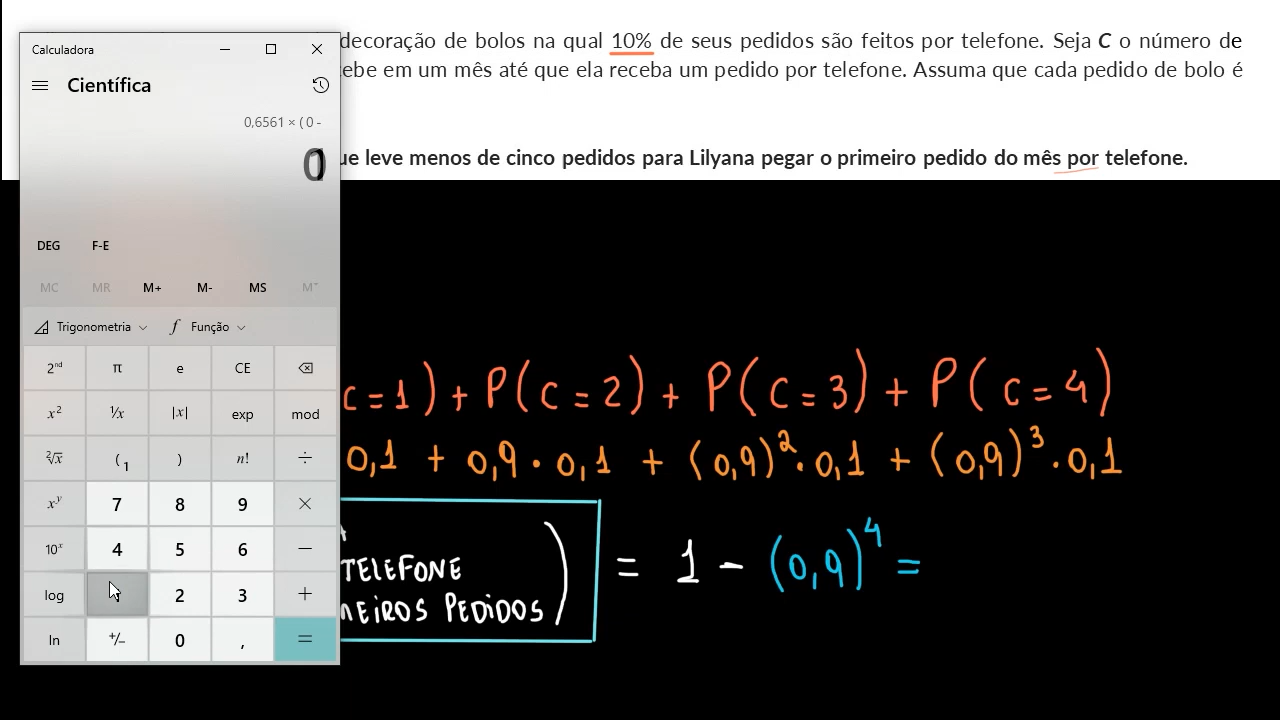 decoração de bolos na qual 10% de seus pedidos são feitos por telefone. Seja C o número de
ebe em um mês até que ela receba um pedido por telefone. Assuma que cada pedido de bolo é
ue leve menos de cinco pedidos para Lilyana pegar o primeiro pedido do mês por telefone.
Calculadora
Científica
0,6561 × ( 0 -
DEG F-E
MC MR M+ M- MS
Trigonometria f Função
2nd π e CE
x² ¹/x |x| exp mod
²√x ( 1 ) n! ÷
xʸ 7 8 9 ×
10ˣ 4 5 6 −
log 1 2 3 +
ln +/− 0 , =
c = 1 ) + P( c = 2 ) + P( c = 3 ) + P( c = 4 )
0,1 + 0,9 · 0,1 + (0,9)² · 0,1 + (0,9)³ · 0,1
TELEFONE
MEIROS PEDIDOS ) = 1 - (0,9)⁴ =